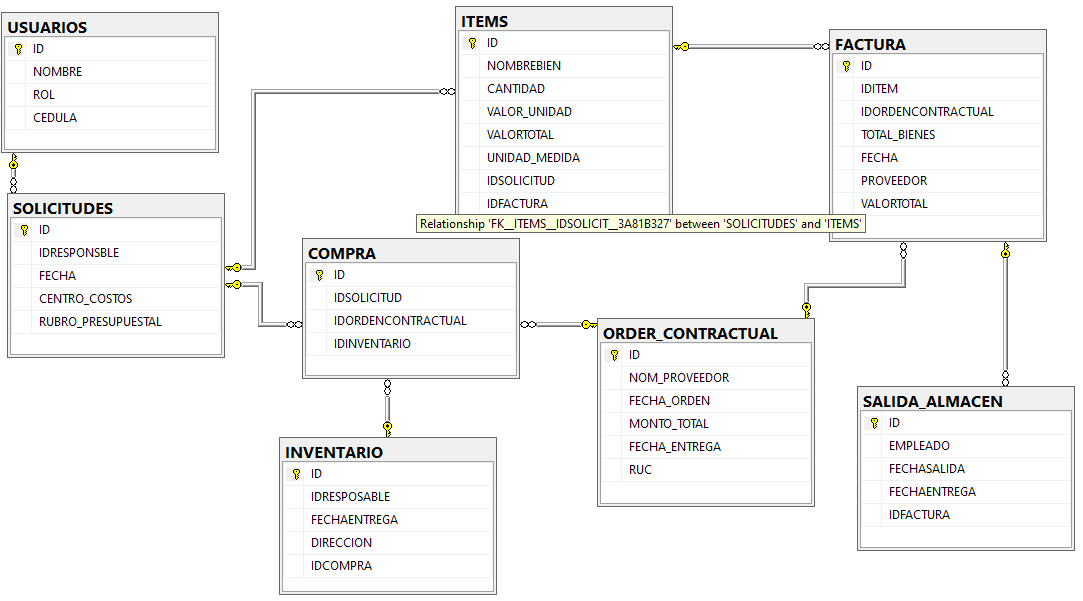 USUARIOS
ID
NOMBRE
ROL
CEDULA
SOLICITUDES
ID
IDRESPONSBLE
FECHA
CENTRO_COSTOS
RUBRO_PRESUPUESTAL
ITEMS
ID
NOMBREBIEN
CANTIDAD
VALOR_UNIDAD
VALORTOTAL
UNIDAD_MEDIDA
IDSOLICITUD
IDFACTURA
Relationship 'FK__ITEMS__IDSOLICIT__3A81B327' between 'SOLICITUDES' and 'ITEMS'
FACTURA
ID
IDITEM
IDORDENCONTRACTUAL
TOTAL_BIENES
FECHA
PROVEEDOR
VALORTOTAL
COMPRA
ID
IDSOLICITUD
IDORDENCONTRACTUAL
IDINVENTARIO
ORDER_CONTRACTUAL
ID
NOM_PROVEEDOR
FECHA_ORDEN
MONTO_TOTAL
FECHA_ENTREGA
RUC
SALIDA_ALMACEN
ID
EMPLEADO
FECHASALIDA
FECHAENTREGA
IDFACTURA
INVENTARIO
ID
IDRESPOSABLE
FECHAENTREGA
DIRECCION
IDCOMPRA